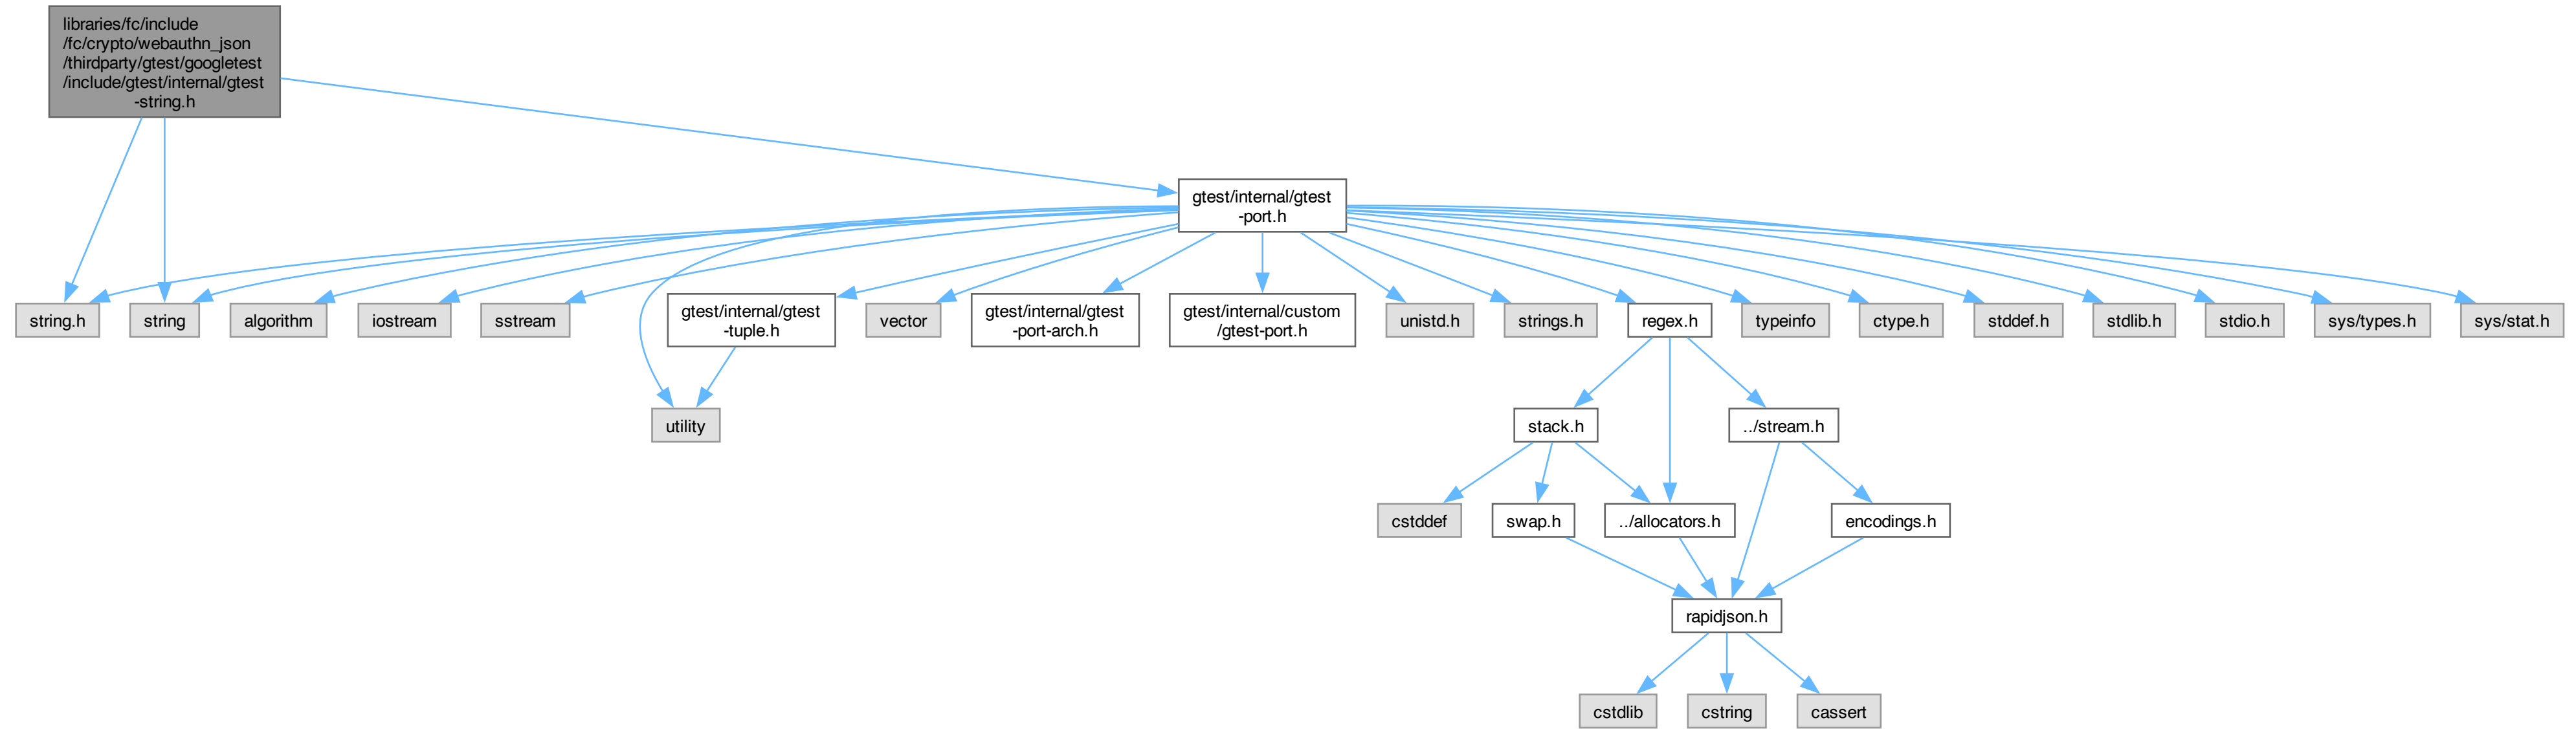 libraries/fc/include
/fc/crypto/webauthn_json
/thirdparty/gtest/googletest
/include/gtest/internal/gtest
-string.h
gtest/internal/gtest
-port.h
string.h
string
algorithm
iostream
sstream
gtest/internal/gtest
-tuple.h
vector
gtest/internal/gtest
-port-arch.h
gtest/internal/custom
/gtest-port.h
unistd.h
strings.h
regex.h
typeinfo
ctype.h
stddef.h
stdlib.h
stdio.h
sys/types.h
sys/stat.h
utility
stack.h
../stream.h
cstddef
swap.h
../allocators.h
encodings.h
rapidjson.h
cstdlib
cstring
cassert